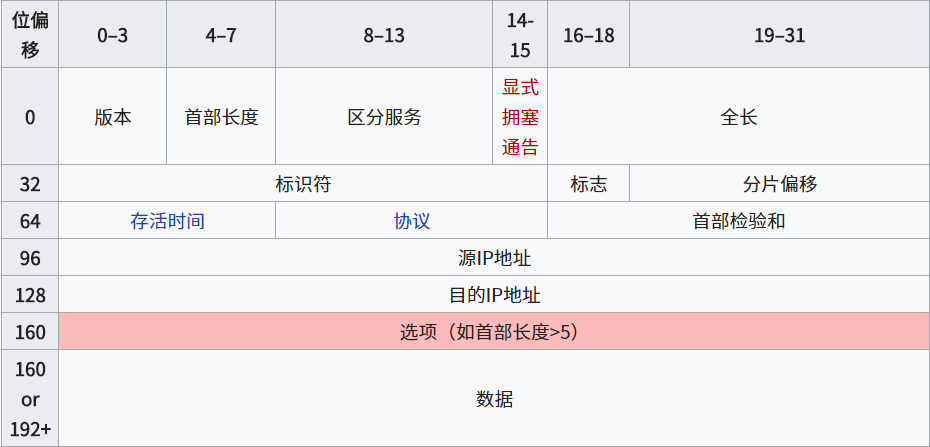 位偏移 0–3 4–7 8–13 14-15 16–18 19–31
0 版本 首部长度 区分服务 显式拥塞通告 全长
32 标识符 标志 分片偏移
64 存活时间 协议 首部检验和
96 源IP地址
128 目的IP地址
160 选项（如首部长度>5）
160 or 192+ 数据